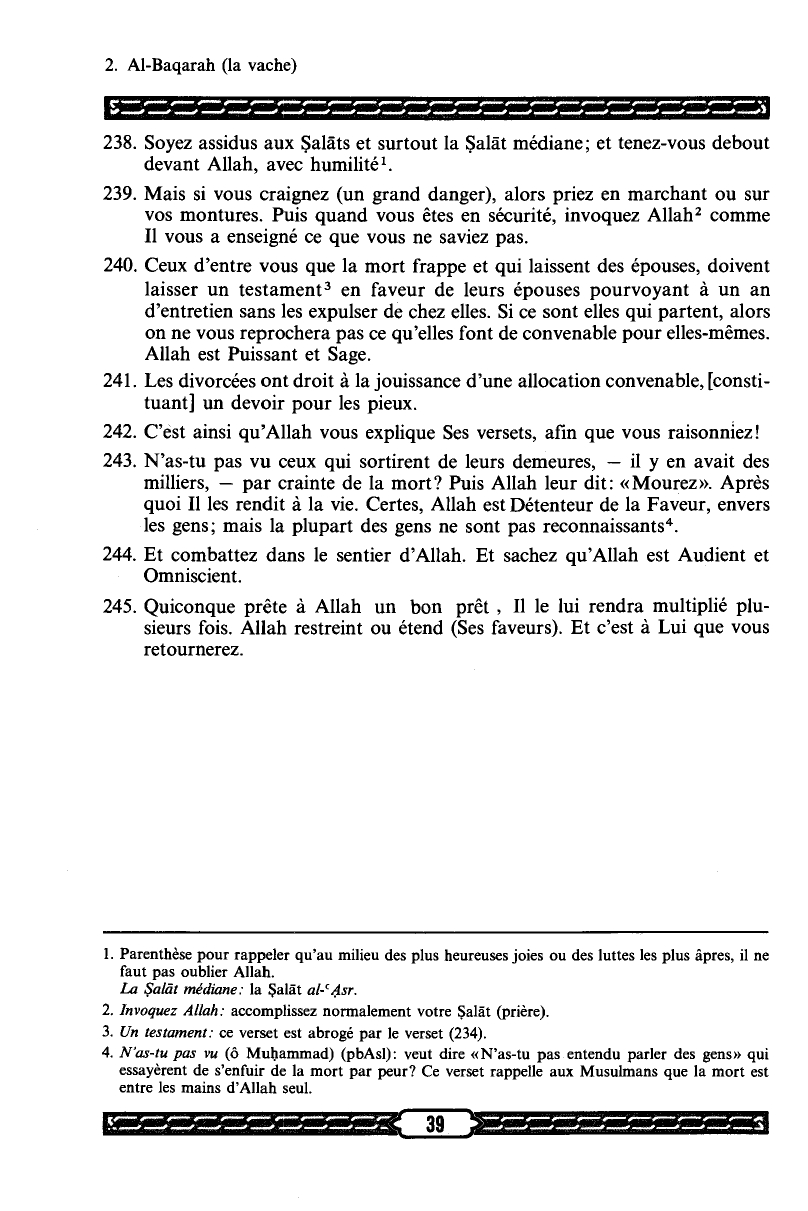 2. Al-Baqarah (la vache)
238. Soyez assidus aux Ṣalāts et surtout la Ṣalāt médiane; et tenez-vous debout
devant Allah, avec humilité¹.
239. Mais si vous craignez (un grand danger), alors priez en marchant ou sur
vos montures. Puis quand vous êtes en sécurité, invoquez Allah² comme
Il vous a enseigné ce que vous ne saviez pas.
240. Ceux d’entre vous que la mort frappe et qui laissent des épouses, doivent
laisser un testament³ en faveur de leurs épouses pourvoyant à un an
d’entretien sans les expulser de chez elles. Si ce sont elles qui partent, alors
on ne vous reprochera pas ce qu’elles font de convenable pour elles-mêmes.
Allah est Puissant et Sage.
241. Les divorcées ont droit à la jouissance d’une allocation convenable, [consti-
tuant] un devoir pour les pieux.
242. C’est ainsi qu’Allah vous explique Ses versets, afin que vous raisonniez!
243. N’as-tu pas vu ceux qui sortirent de leurs demeures, — il y en avait des
milliers, — par crainte de la mort? Puis Allah leur dit: «Mourez». Après
quoi Il les rendit à la vie. Certes, Allah est Détenteur de la Faveur, envers
les gens; mais la plupart des gens ne sont pas reconnaissants⁴.
244. Et combattez dans le sentier d’Allah. Et sachez qu’Allah est Audient et
Omniscient.
245. Quiconque prête à Allah un bon prêt , Il le lui rendra multiplié plu-
sieurs fois. Allah restreint ou étend (Ses faveurs). Et c’est à Lui que vous
retournerez.
1. Parenthèse pour rappeler qu’au milieu des plus heureuses joies ou des luttes les plus âpres, il ne
faut pas oublier Allah.
La Ṣalāt médiane: la Ṣalāt al-ʿAṣr.
2. Invoquez Allah: accomplissez normalement votre Ṣalāt (prière).
3. Un testament: ce verset est abrogé par le verset (234).
4. N’as-tu pas vu (ô Muḥammad) (pbAsl): veut dire «N’as-tu pas entendu parler des gens» qui
essayèrent de s’enfuir de la mort par peur? Ce verset rappelle aux Musulmans que la mort est
entre les mains d’Allah seul.
39